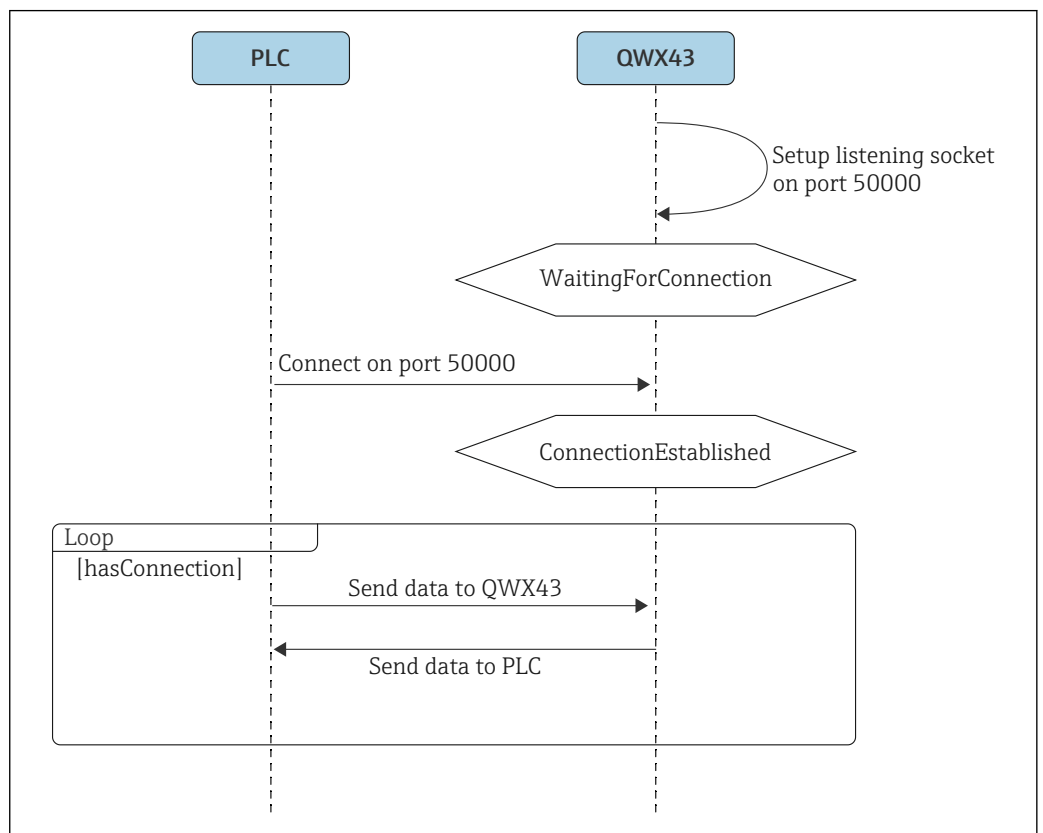 PLC
QWX43
Setup listening socket
on port 50000
WaitingForConnection
Connect on port 50000
ConnectionEstablished
Loop
[hasConnection]
Send data to QWX43
Send data to PLC